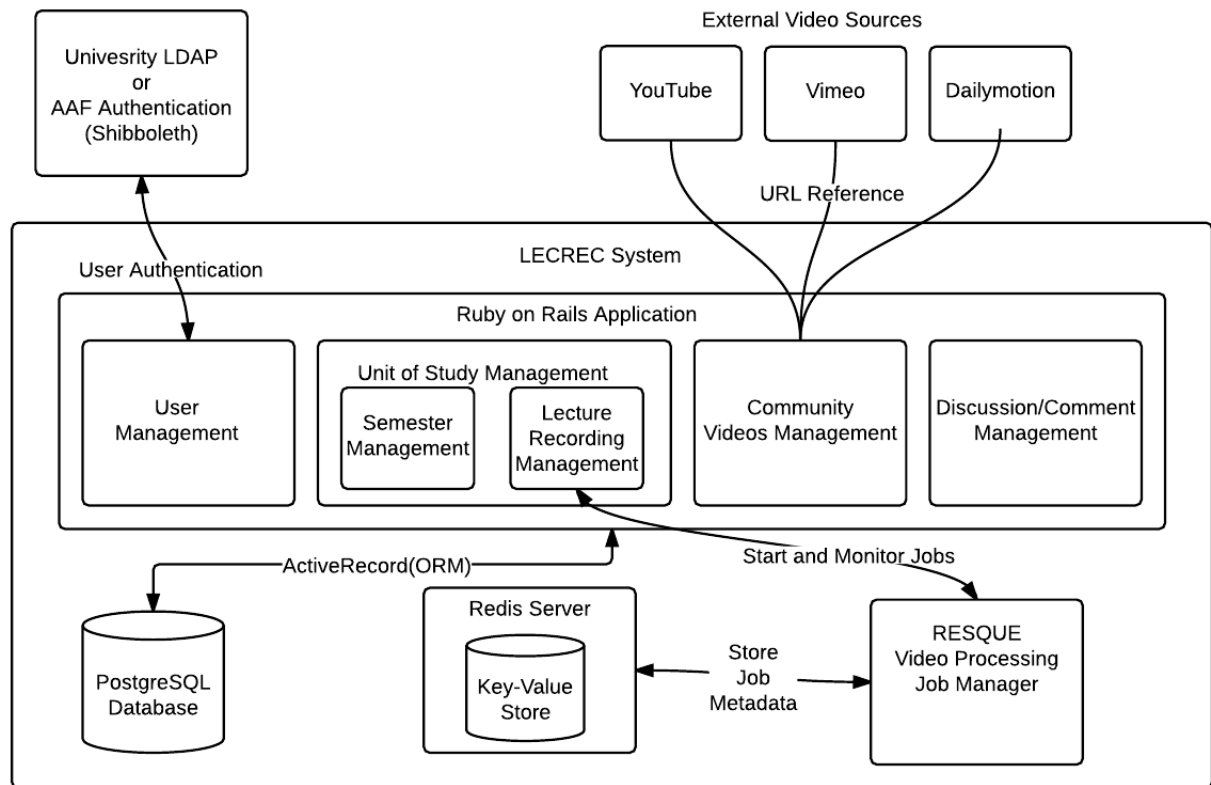 External Video Sources
Univesrity LDAP
or
AAF Authentication
(Shibboleth)
YouTube
Vimeo
Dailymotion
URL Reference
LECREC System
User Authentication
Ruby on Rails Application
User
Management
Unit of Study Management
Semester
Management
Lecture
Recording
Management
Community
Videos Management
Discussion/Comment
Management
ActiveRecord(ORM)
Start and Monitor Jobs
PostgreSQL
Database
Redis Server
Key-Value
Store
Store
Job
Metadata
RESQUE
Video Processing
Job Manager